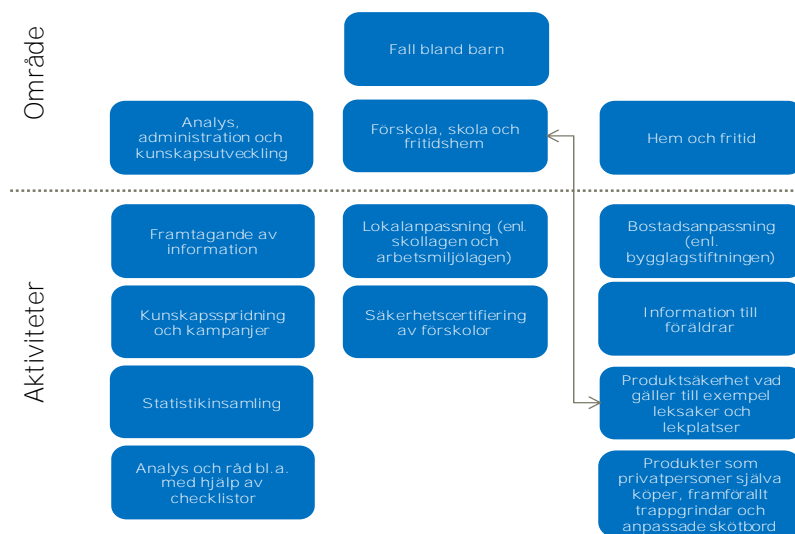 Område
Fall bland barn
Analys,
administration och
kunskapsutveckling
Förskola, skola och
fritidshem
Hem och fritid
Aktiviteter
Framtagande av
information
Lokalanpassning (enl.
skollagen och
arbetsmiljölagen)
Bostadsanpassning
(enl.
bygglagstiftningen)
Kunskapsspridning
och kampanjer
Säkerhetscertifiering
av förskolor
Information till
föräldrar
Statistikinsamling
Produktsäkerhet vad
gäller till exempel
leksaker och
lekplatser
Analys och råd bl.a.
med hjälp av
checklistor
Produkter som
privatpersoner själva
köper, framförallt
trappgrindar och
anpassade skötbord